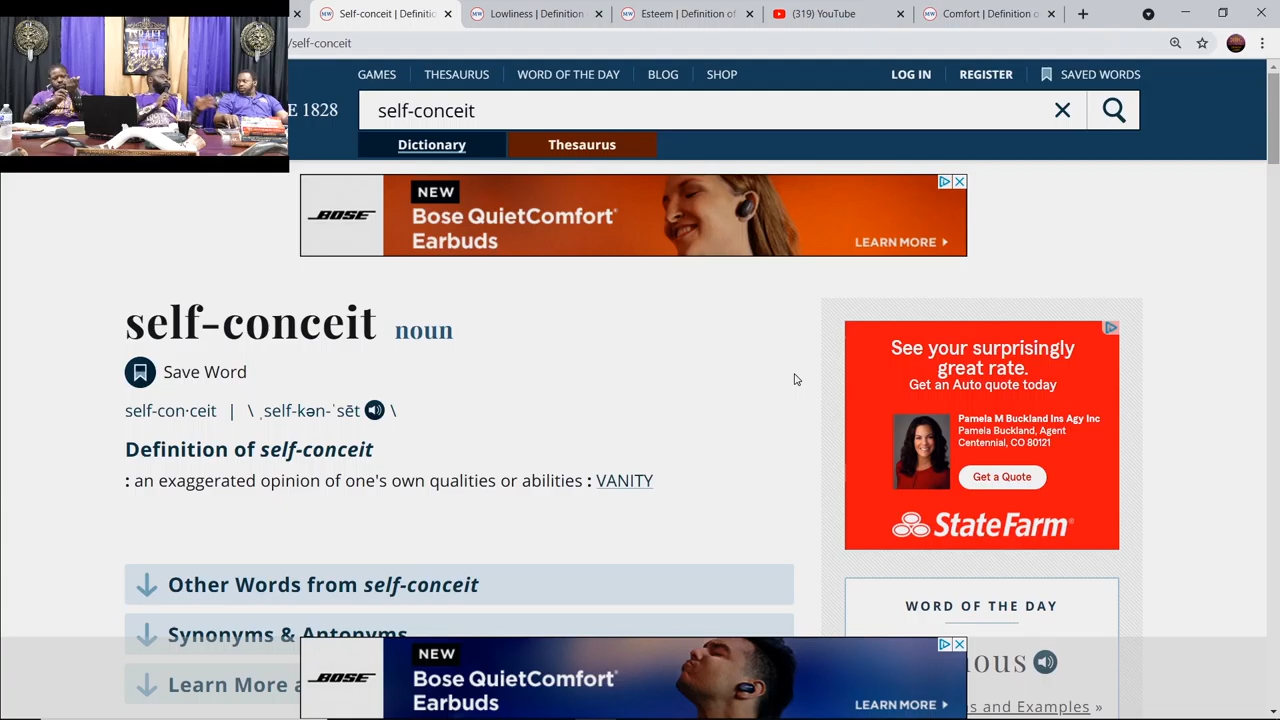 Self-conceit | Definitio
Lowliness | Definition
Esteem | Definition of
(319) YouTube
Comfort | Definition o
/self-conceit
GAMES
THESAURUS
WORD OF THE DAY
BLOG
SHOP
LOG IN
REGISTER
SAVED WORDS
E 1828
self-conceit
Dictionary
Thesaurus
BOSE
NEW
Bose QuietComfort®
Earbuds
LEARN MORE
self-conceit noun
Save Word
self-con·​ceit | \ ˌself-kən-ˈsēt \
Definition of self-conceit
: an exaggerated opinion of one's own qualities or abilities : VANITY
See your surprisingly
great rate.
Get an Auto quote today
Pamela M Buckland Ins Agy Inc
Pamela Buckland, Agent
Centennial, CO 80121
Get a Quote
StateFarm
Other Words from self-conceit
Synonyms & Antonyms
Learn More a
WORD OF THE DAY
nous
s and Examples »
BOSE
NEW
Bose QuietComfort®
Earbuds
LEARN MORE